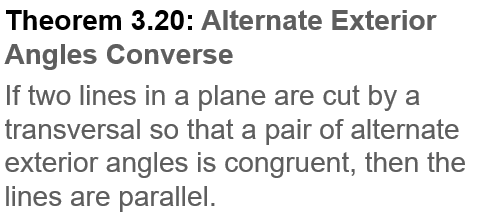 Theorem 3.20: Alternate Exterior
Angles Converse
If two lines in a plane are cut by a
transversal so that a pair of alternate
exterior angles is congruent, then the
lines are parallel.